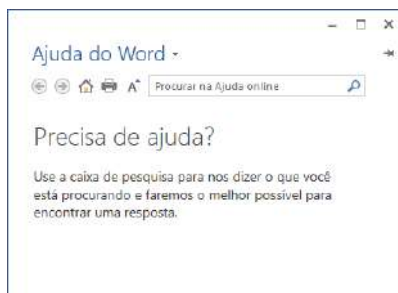 Ajuda do Word
Procurar na Ajuda online
Precisa de ajuda?
Use a caixa de pesquisa para nos dizer o que você
está procurando e faremos o melhor possível para
encontrar uma resposta.